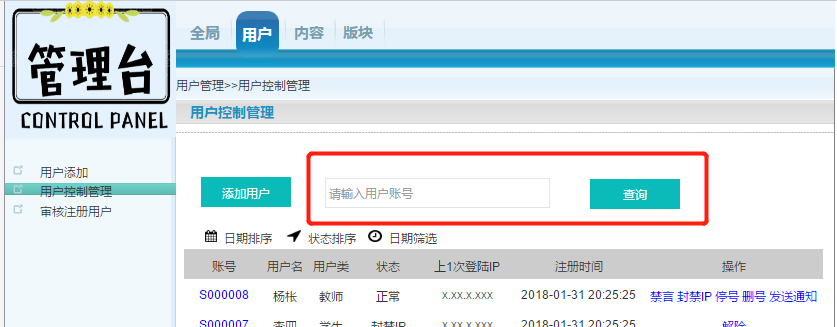 管理台
CONTROL PANEL
全局 用户 内容 版块
用户管理>>用户控制管理
用户控制管理
用户添加
用户控制管理
审核注册用户
添加用户 请输入用户账号 查询
日期排序 状态排序 日期筛选
账号 用户名 用户类 状态 上1次登陆IP 注册时间 操作
S000008 杨枨 教师 正常 x.xx.x.xxx 2018-01-31 20:25:25 禁言 封禁IP 停号 删号 发送通知
S000007 李四 学生 封禁IP x.xx.x.xxx 2018-01-31 20:25:25 解除